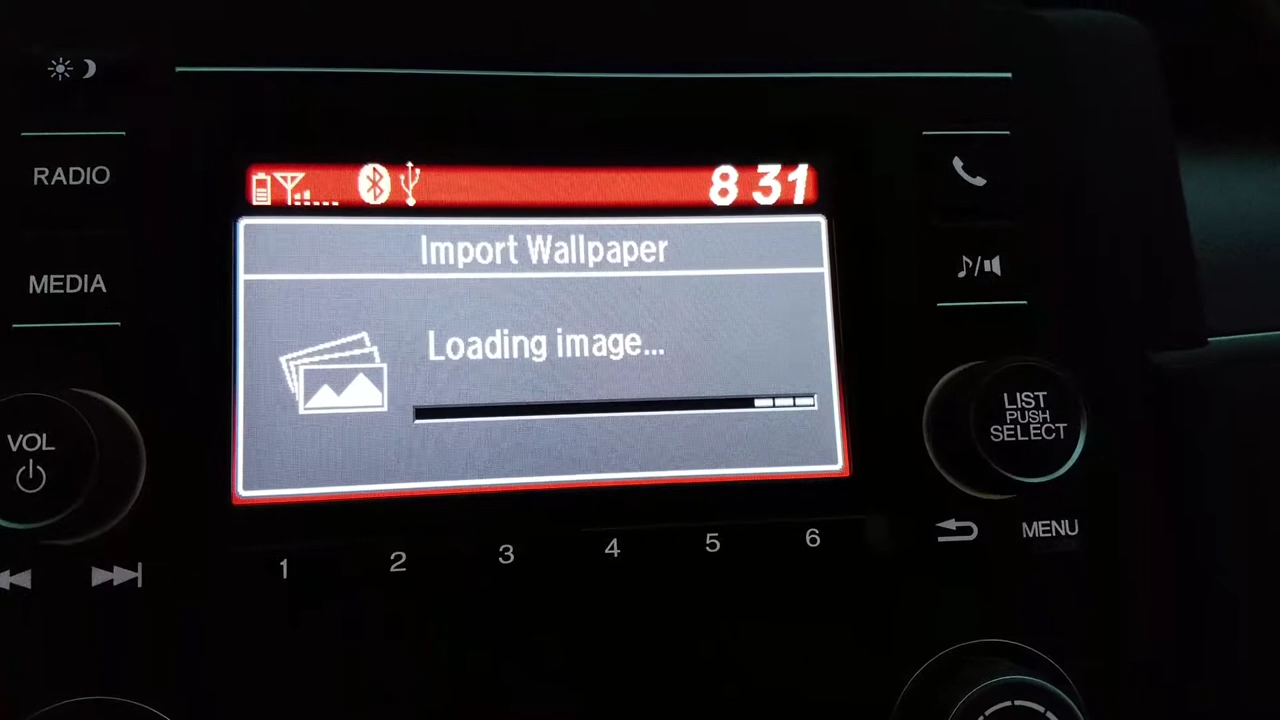 RADIO
MEDIA
VOL
8 31
Import Wallpaper
Loading image...
1 2 3 4 5 6
LIST
PUSH
SELECT
MENU